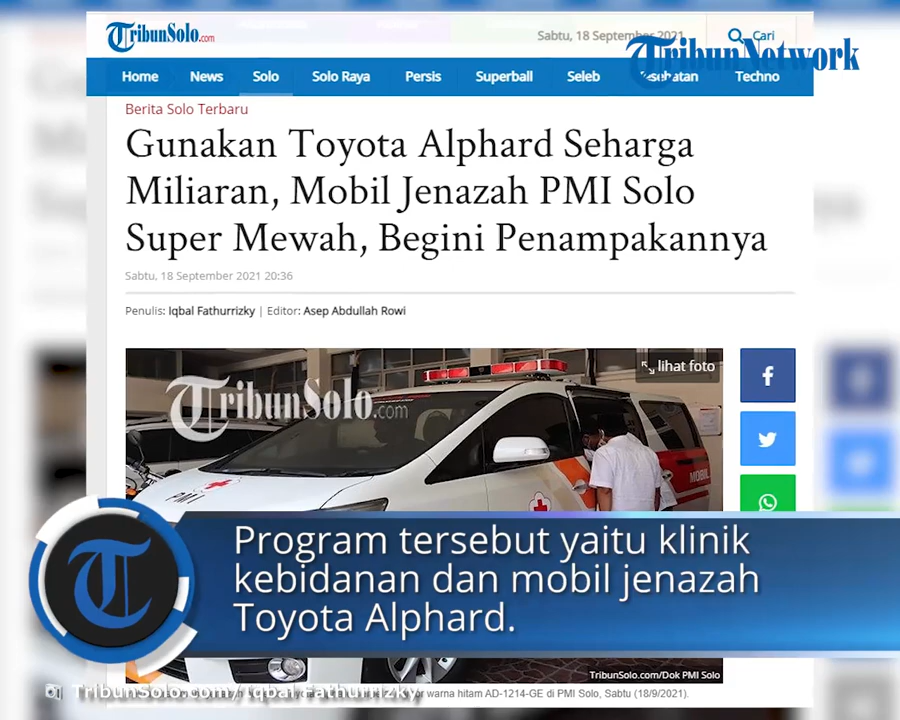 TribunSolo.com
Sabtu, 18 September 2021
Cari
TribunNetwork
Home News Solo Solo Raya Persis Superball Seleb Kesehatan Techno
Berita Solo Terbaru
Gunakan Toyota Alphard Seharga
Miliaran, Mobil Jenazah PMI Solo
Super Mewah, Begini Penampakannya
Sabtu, 18 September 2021 20:36
Penulis: Iqbal Fathurrizky | Editor: Asep Abdullah Rowi
lihat foto
TribunSolo.com
MOBIL
PMI
Program tersebut yaitu klinik
kebidanan dan mobil jenazah
Toyota Alphard.
TribunSolo.com/Dok PMI Solo
TribunSolo.com/Iqbal Fathurrizky
warna hitam AD-1214-GE di PMI Solo, Sabtu (18/9/2021).